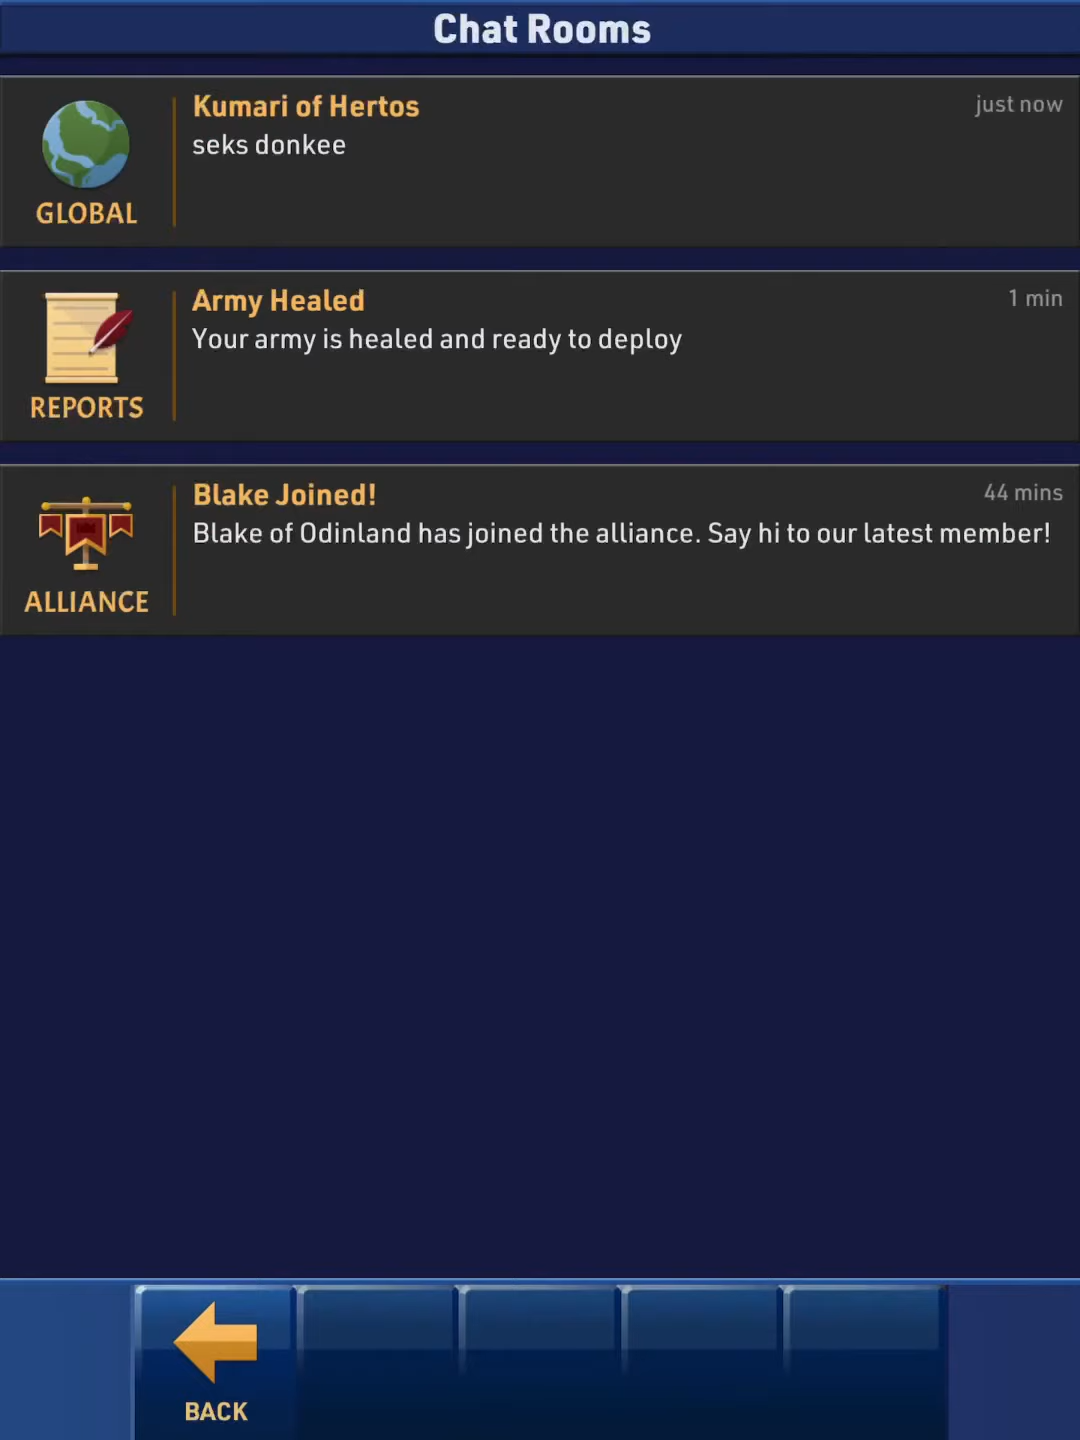 Chat Rooms
Kumari of Hertos
just now
seks donkee
GLOBAL
Army Healed
1 min
Your army is healed and ready to deploy
REPORTS
Blake Joined!
44 mins
Blake of Odinland has joined the alliance. Say hi to our latest member!
ALLIANCE
BACK